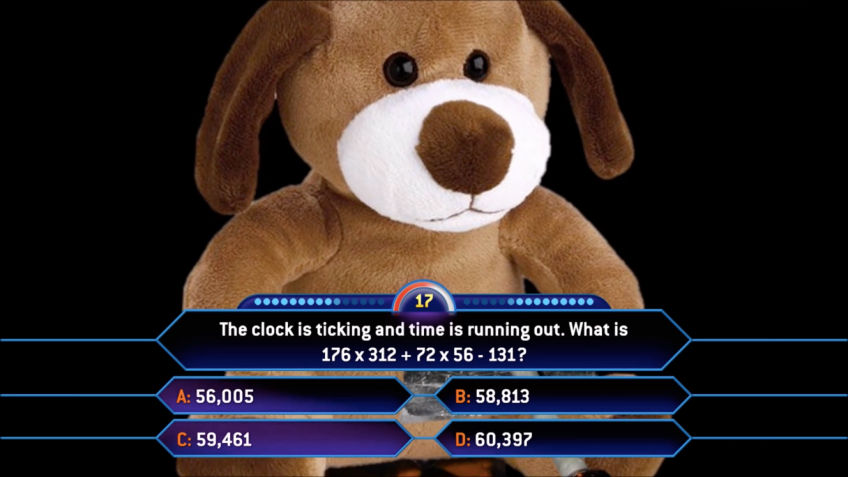 17
The clock is ticking and time is running out. What is
176 x 312 + 72 x 56 - 131?
A: 56,005
B: 58,813
C: 59,461
D: 60,397